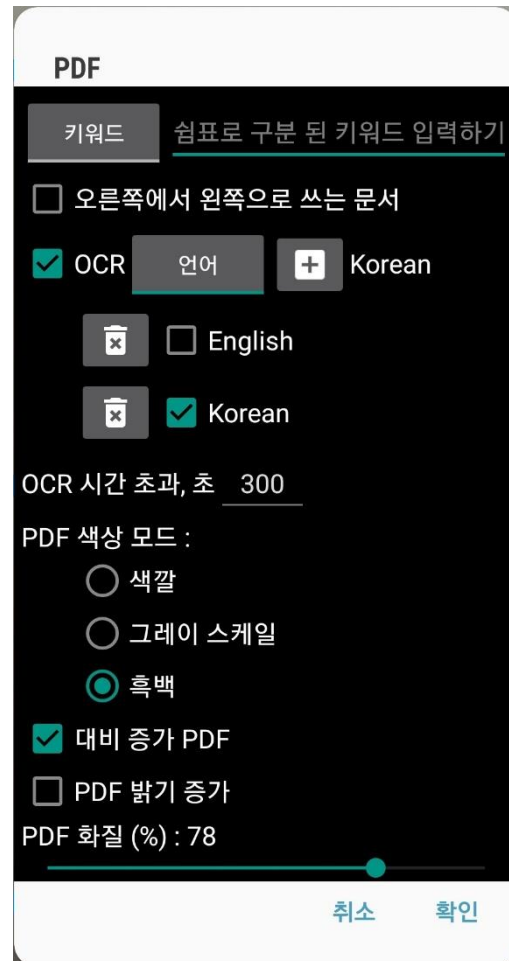 PDF
키워드 쉼표로 구분 된 키워드 입력하기
오른쪽에서 왼쪽으로 쓰는 문서
OCR 언어 + Korean
English
Korean
OCR 시간 초과, 초 300
PDF 색상 모드 :
색깔
그레이 스케일
흑백
대비 증가 PDF
PDF 밝기 증가
PDF 화질 (%) : 78
취소 확인